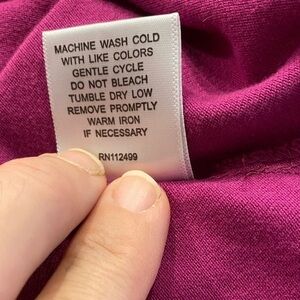 MACHINE WASH COLD
WITH LIKE COLORS
GENTLE CYCLE
DO NOT BLEACH
TUMBLE DRY LOW
REMOVE PROMPTLY
WARM IRON
IF NECESSARY
RN112499